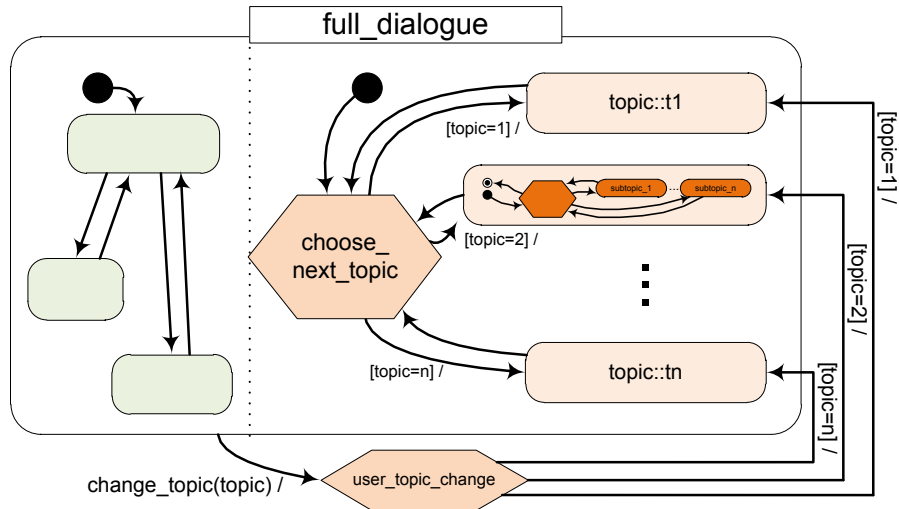 full_dialogue
topic::t1
[topic=1] /
[topic=1] /
subtopic_1
...
subtopic_n
choose_
next_topic
[topic=2] /
[topic=2] /
topic::tn
[topic=n] /
[topic=n] /
change_topic(topic) /
user_topic_change